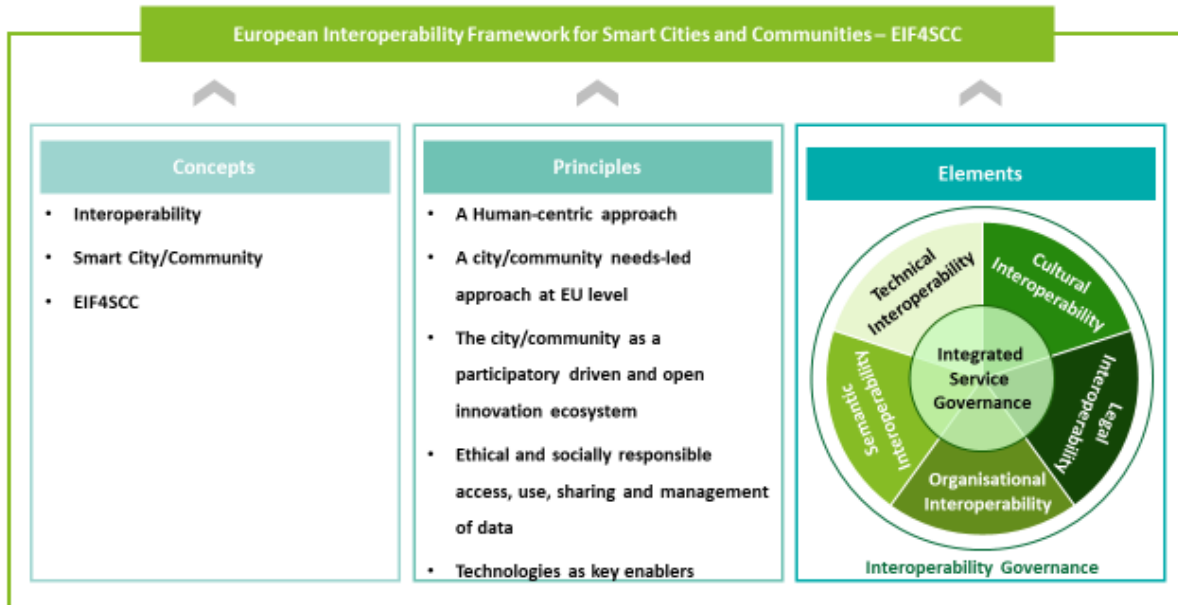 European Interoperability Framework for Smart Cities and Communities – EIF4SCC
Concepts
• Interoperability
• Smart City/Community
• EIF4SCC
Principles
• A Human-centric approach
• A city/community needs-led
approach at EU level
• The city/community as a
participatory driven and open
innovation ecosystem
• Ethical and socially responsible
access, use, sharing and management
of data
• Technologies as key enablers
Elements
Technical
Interoperability
Cultural
Interoperability
Legal
Interoperability
Organisational
Interoperability
Semantic
Interoperability
Integrated
Service
Governance
Interoperability Governance